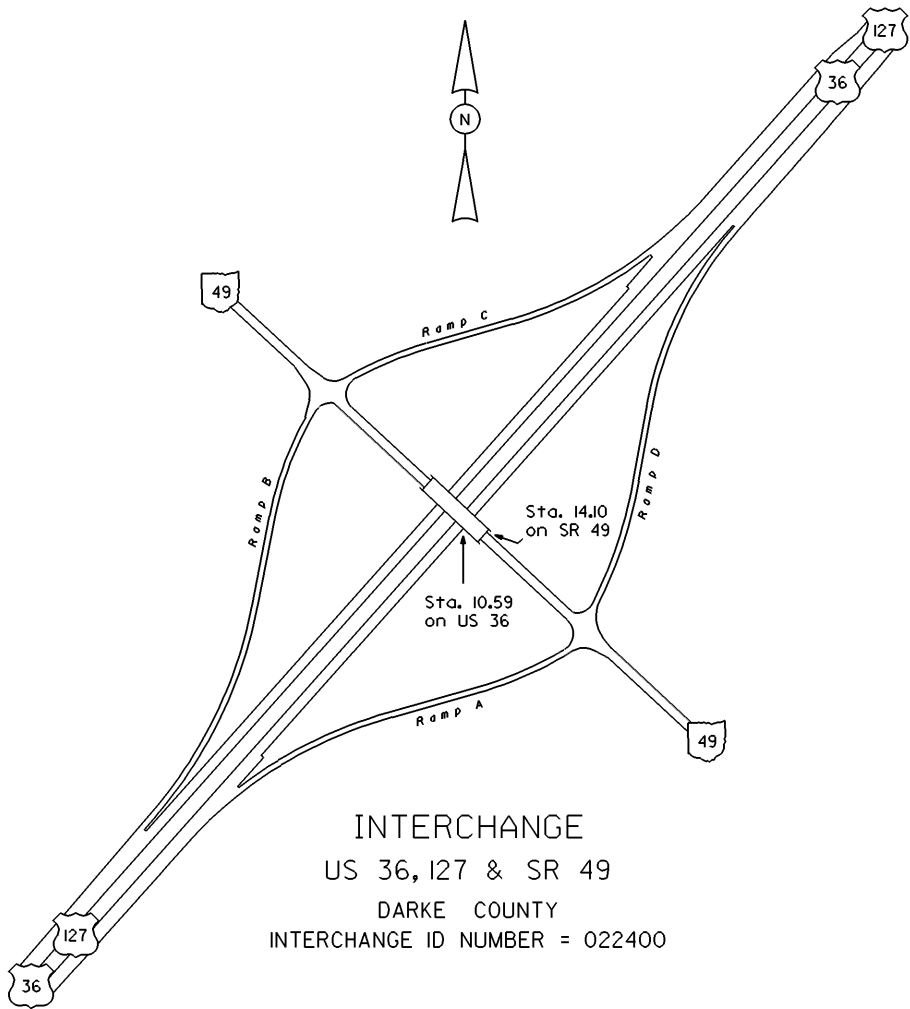 127
36
N
49
Ramp C
Ramp B
Ramp D
Sta. 14.10
on SR 49
Sta. 10.59
on US 36
Ramp A
49
INTERCHANGE
US 36, 127 & SR 49
DARKE COUNTY
INTERCHANGE ID NUMBER = 022400
127
36